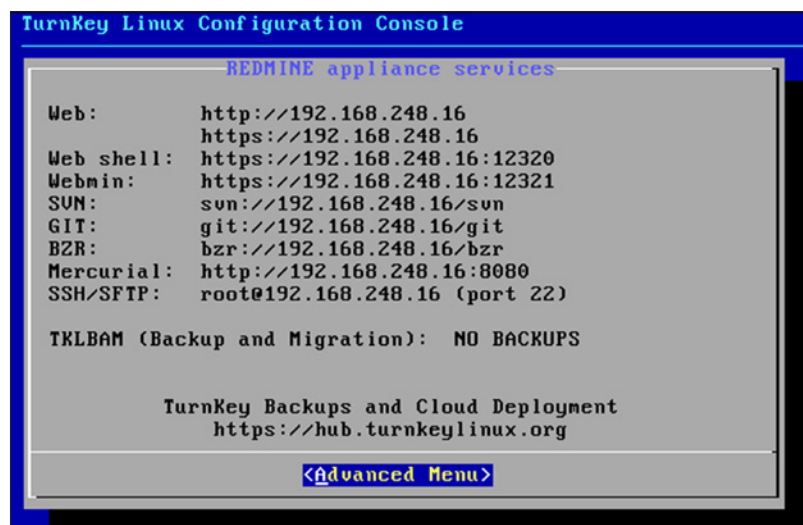 TurnKey Linux Configuration Console
REDMINE appliance services
Web: http://192.168.248.16
https://192.168.248.16
Web shell: https://192.168.248.16:12320
Webmin: https://192.168.248.16:12321
SVN: svn://192.168.248.16/svn
GIT: git://192.168.248.16/git
BZR: bzr://192.168.248.16/bzr
Mercurial: http://192.168.248.16:8080
SSH/SFTP: root@192.168.248.16 (port 22)
TKLBAM (Backup and Migration): NO BACKUPS
TurnKey Backups and Cloud Deployment
https://hub.turnkeylinux.org
<Advanced Menu>